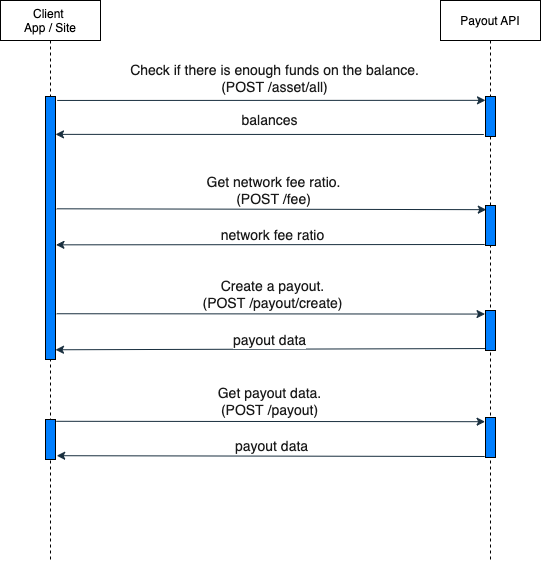 Client
App / Site
Payout API
Check if there is enough funds on the balance.
(POST /asset/all)
balances
Get network fee ratio.
(POST /fee)
network fee ratio
Create a payout.
(POST /payout/create)
payout data
Get payout data.
(POST /payout)
payout data